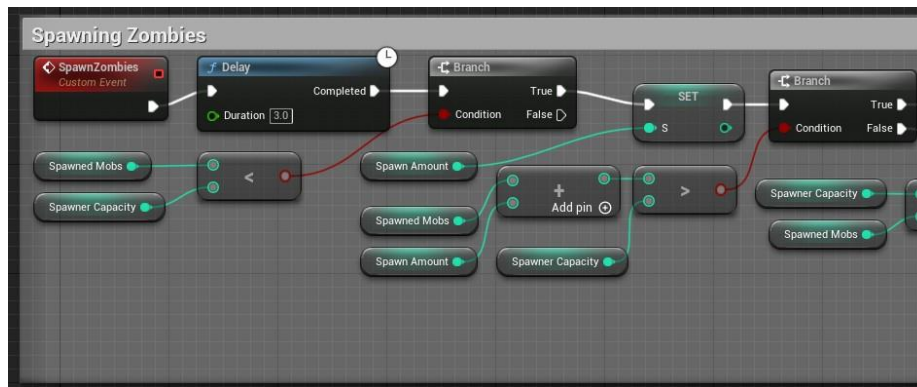 Spawning Zombies
SpawnZombies
Custom Event
f Delay
Completed
Duration 3.0
Branch
True
Condition False
SET
S
Branch
True
Condition False
Spawned Mobs
Spawner Capacity
<
Spawn Amount
Spawned Mobs
Spawn Amount
+
Add pin
>
Spawner Capacity
Spawner Capacity
Spawned Mobs